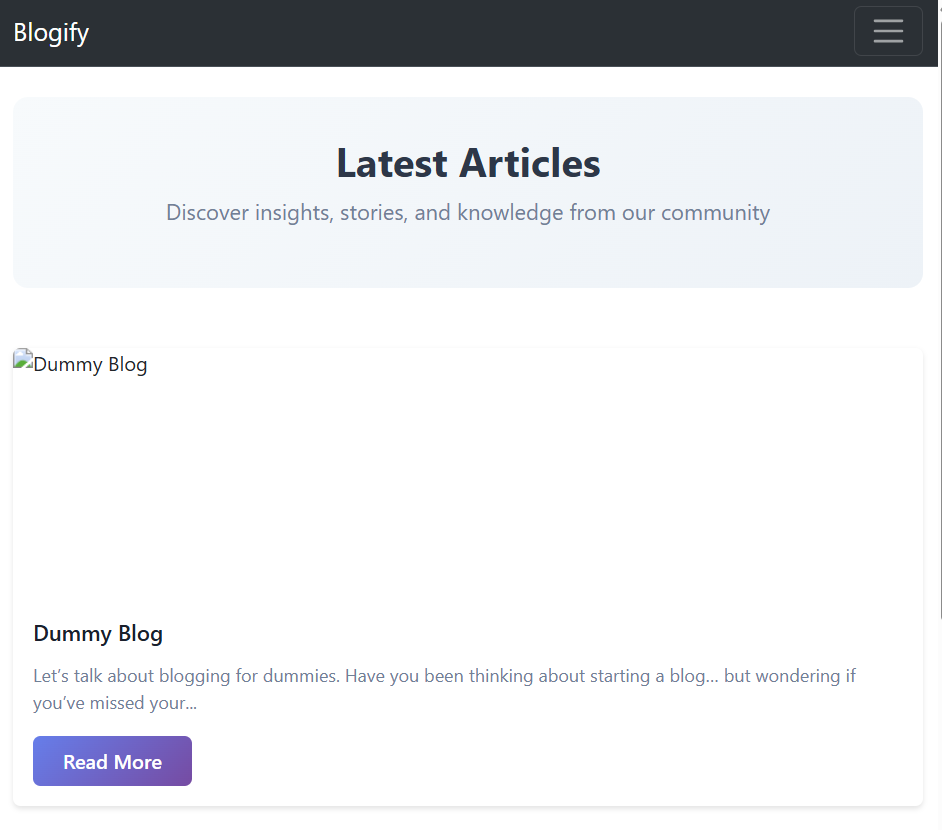 Blogify
Latest Articles
Discover insights, stories, and knowledge from our community
Dummy Blog
Dummy Blog
Let’s talk about blogging for dummies. Have you been thinking about starting a blog… but wondering if
you’ve missed your...
Read More